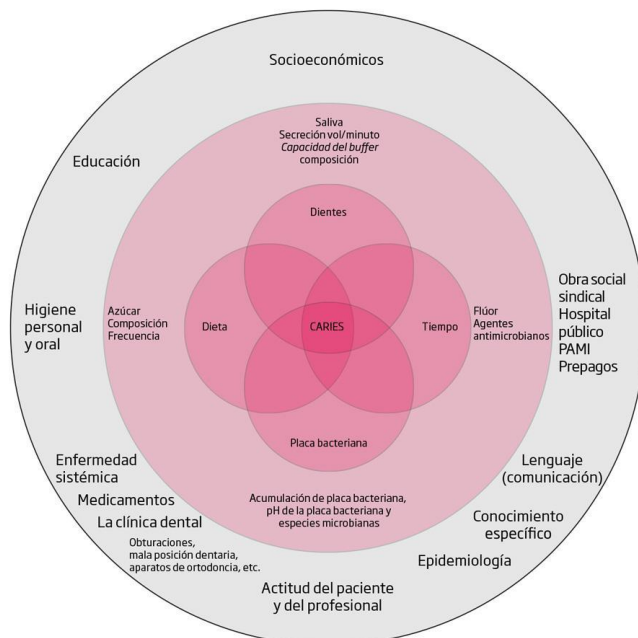 Socioeconómicos
Educación
Saliva
Secreción vol/minuto
Capacidad del buffer
composición
Dientes
Higiene
personal
y oral
Azúcar
Composición
Frecuencia
Dieta
CARIES
Tiempo
Flúor
Agentes
antimicrobianos
Obra social
sindical
Hospital
público
PAMI
Prepagos
Placa bacteriana
Enfermedad
sistémica
Medicamentos
La clínica dental
Obturaciones,
mala posición dentaria,
aparatos de ortodoncia, etc.
Acumulación de placa bacteriana,
pH de la placa bacteriana y
especies microbianas
Lenguaje
(comunicación)
Conocimiento
específico
Epidemiología
Actitud del paciente
y del profesional